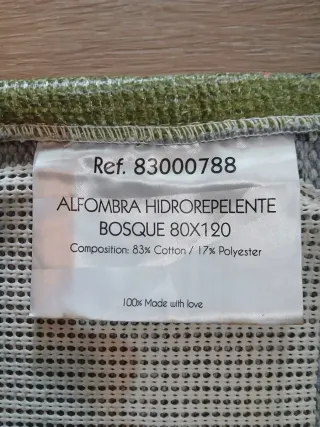 Ref. 83000788
ALFOMBRA HIDROREPELENTE
BOSQUE 80X120
Composition: 83% Cotton / 17% Polyester
100% Made with love